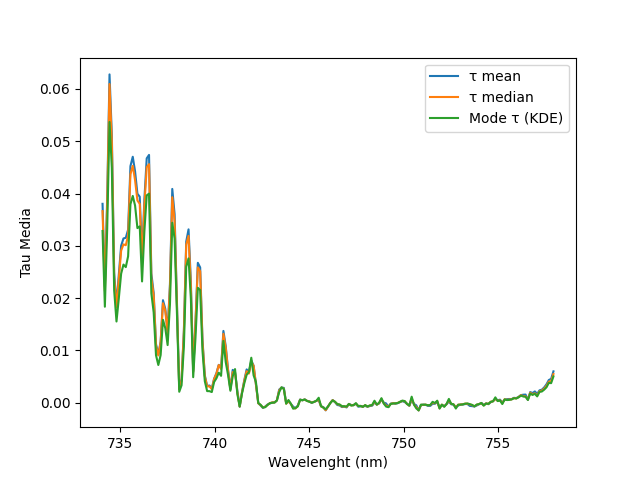 τ mean
τ median
Mode τ (KDE)
0.06
0.05
0.04
0.03
0.02
0.01
0.00
Tau Media
735
740
745
750
755
Wavelenght (nm)